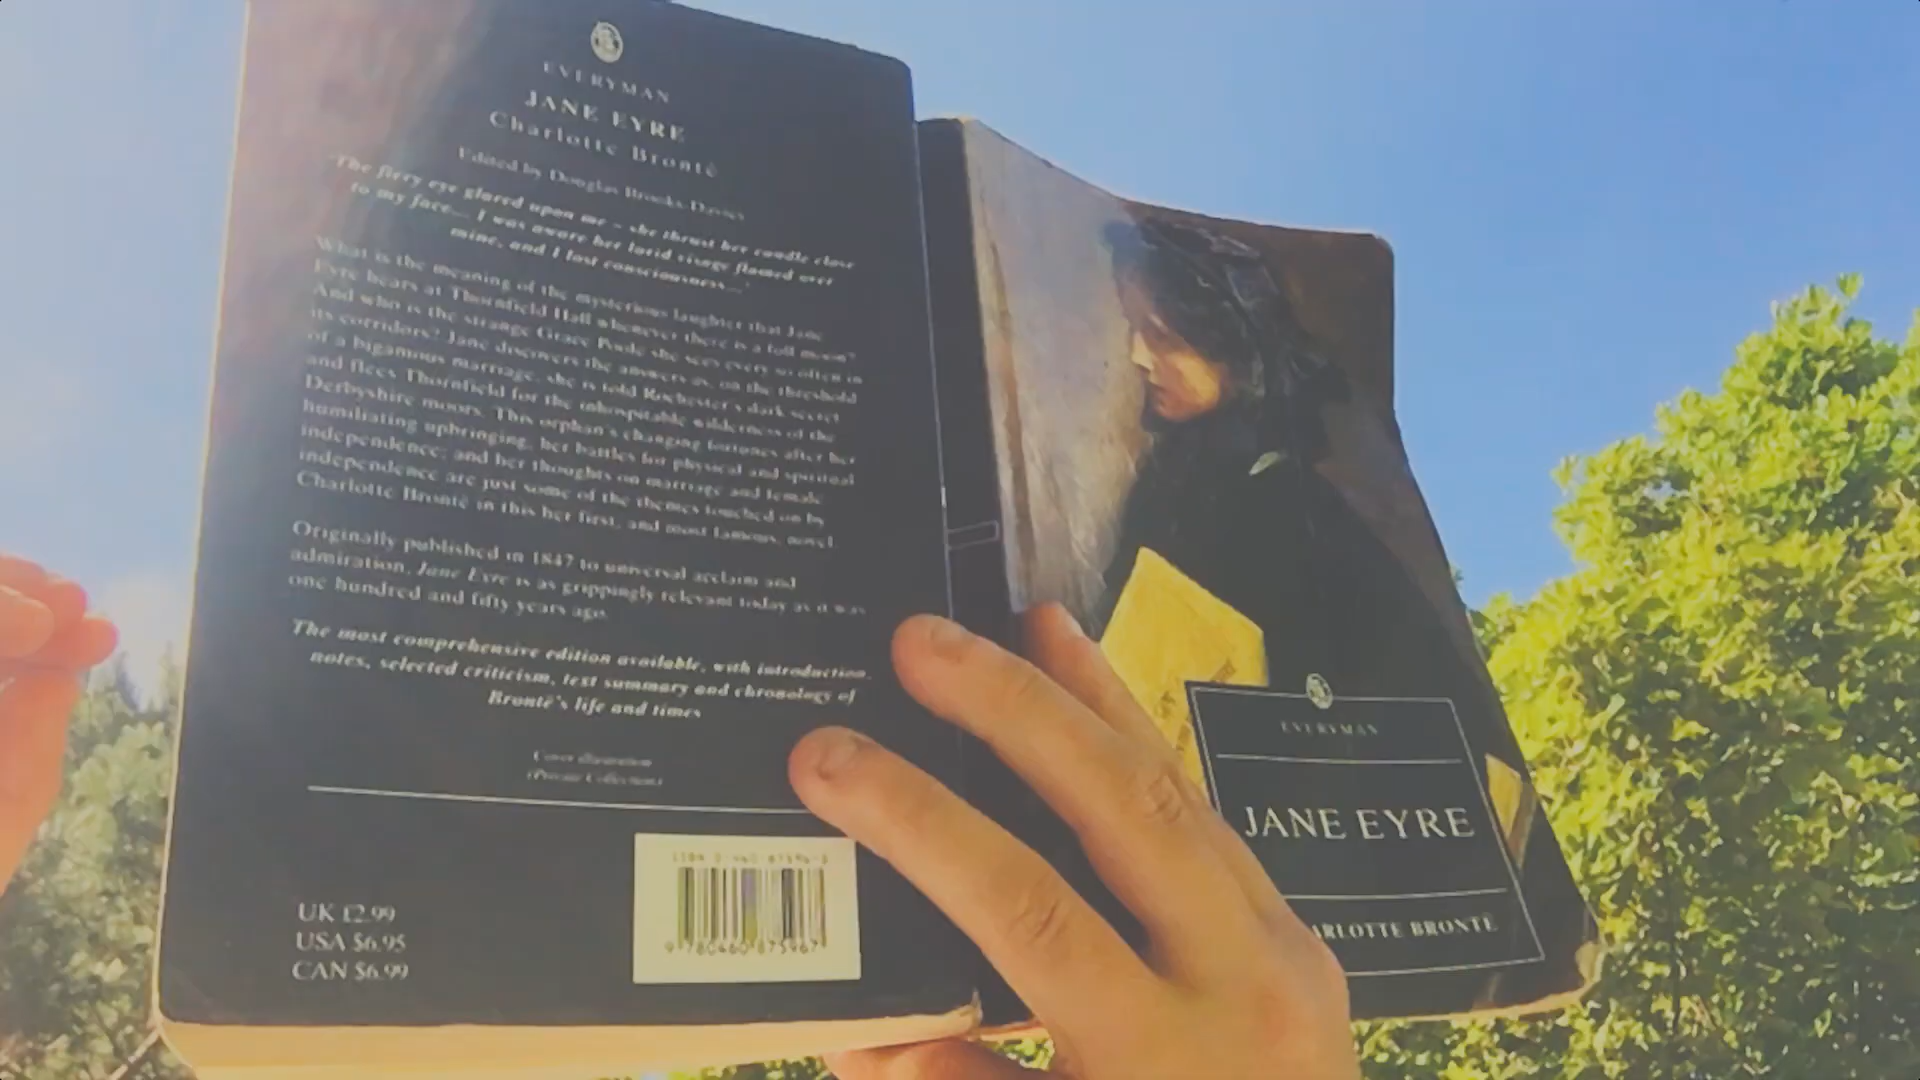 EVERYMAN
JANE EYRE
Charlotte Brontë
Edited by Douglas Brooks-Davies
'The fiery eye glared upon me – she thrust her candle close
to my face... I was aware her lurid visage flamed over
mine, and I lost consciousness...'
What is the meaning of the mysterious laughter that Jane
Eyre hears at Thornfield Hall whenever there is a full moon?
And who is the strange Grace Poole she sees every so often in
its corridors? Jane discovers the answers as, on the threshold
of a bigamous marriage, she is told Rochester's dark secret
and flees Thornfield for the inhospitable wilderness of the
Derbyshire moors. This orphan's changing fortunes after her
humiliating upbringing, her battles for physical and spiritual
independence; and her thoughts on marriage and female
independence are just some of the themes touched on by
Charlotte Brontë in this her first, and most famous, novel.
Originally published in 1847 to universal acclaim and
admiration, Jane Eyre is as grippingly relevant today as it was
one hundred and fifty years ago.
The most comprehensive edition available, with introduction,
notes, selected criticism, text summary and chronology of
Brontë's life and times
Cover illustration
(Private Collection)
UK £2.99
USA $6.95
CAN $6.99
9 780460 875967
EVERYMAN
JANE EYRE
ARLOTTE BRONTË